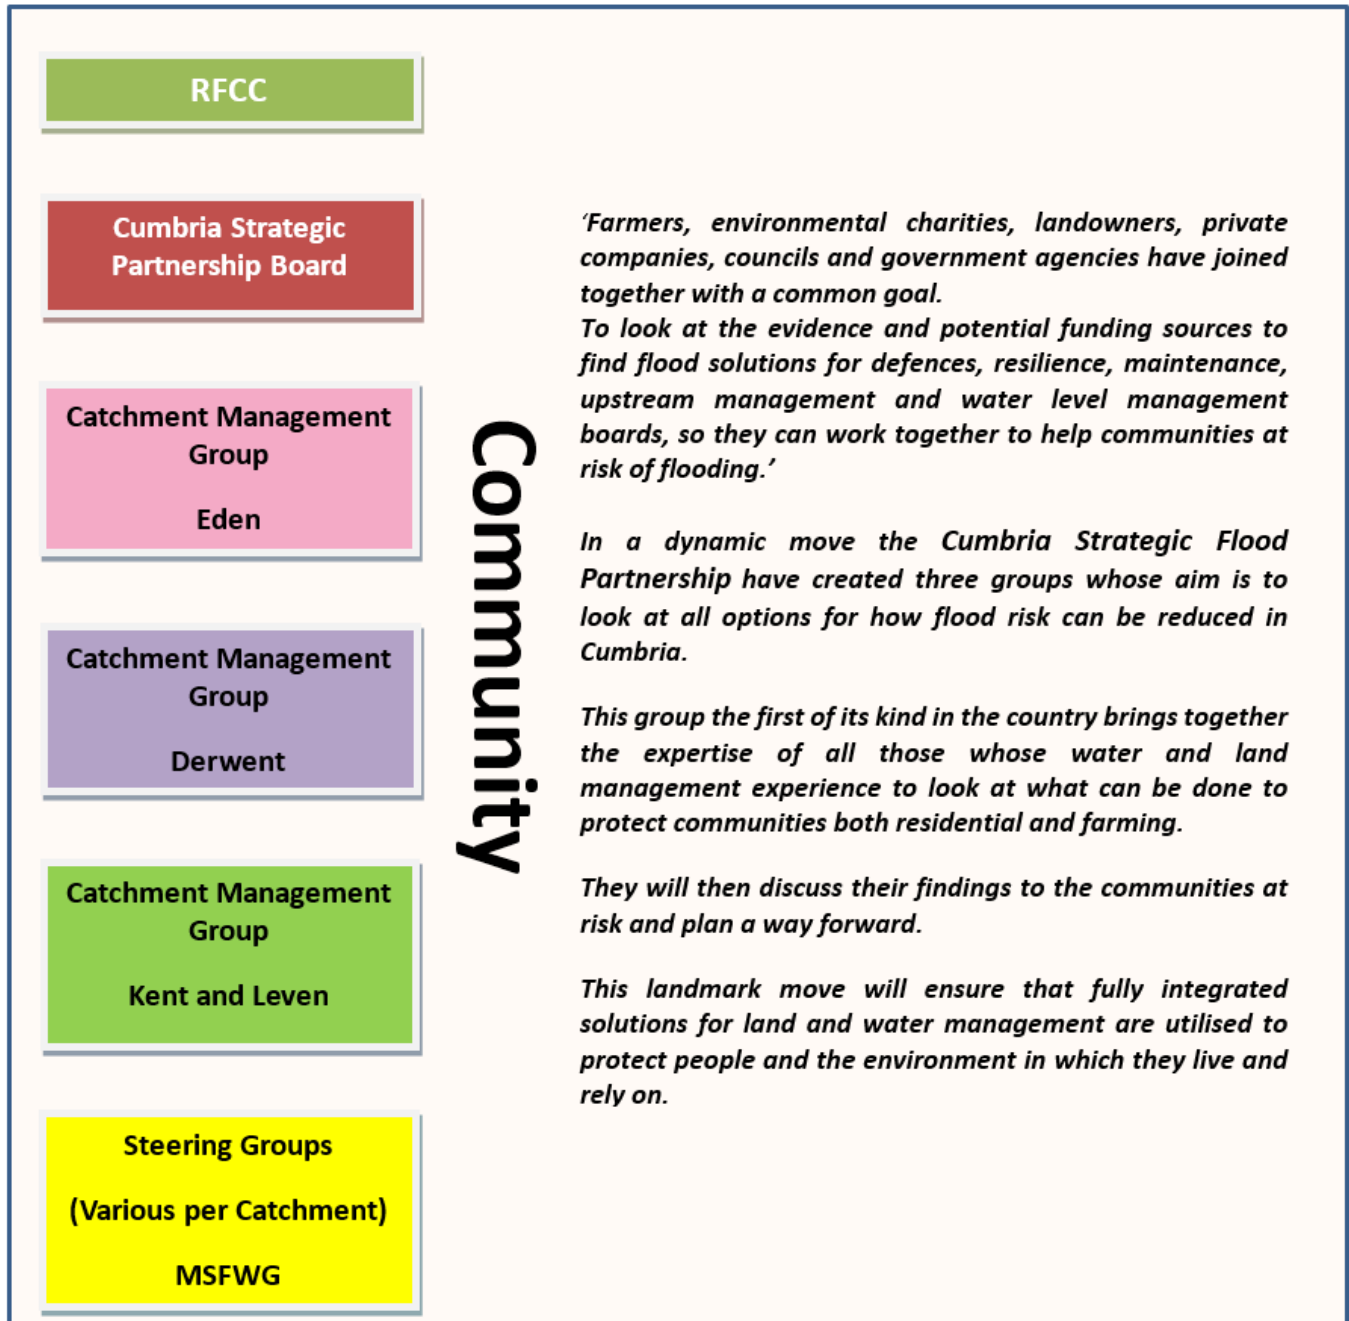 RFCC
Cumbria Strategic
Partnership Board
Catchment Management
Group
Eden
Catchment Management
Group
Derwent
Catchment Management
Group
Kent and Leven
Steering Groups
(Various per Catchment)
MSFWG
Community
‘Farmers, environmental charities, landowners, private
companies, councils and government agencies have joined
together with a common goal.
To look at the evidence and potential funding sources to
find flood solutions for defences, resilience, maintenance,
upstream management and water level management
boards, so they can work together to help communities at
risk of flooding.’
In a dynamic move the Cumbria Strategic Flood
Partnership have created three groups whose aim is to
look at all options for how flood risk can be reduced in
Cumbria.
This group the first of its kind in the country brings together
the expertise of all those whose water and land
management experience to look at what can be done to
protect communities both residential and farming.
They will then discuss their findings to the communities at
risk and plan a way forward.
This landmark move will ensure that fully integrated
solutions for land and water management are utilised to
protect people and the environment in which they live and
rely on.